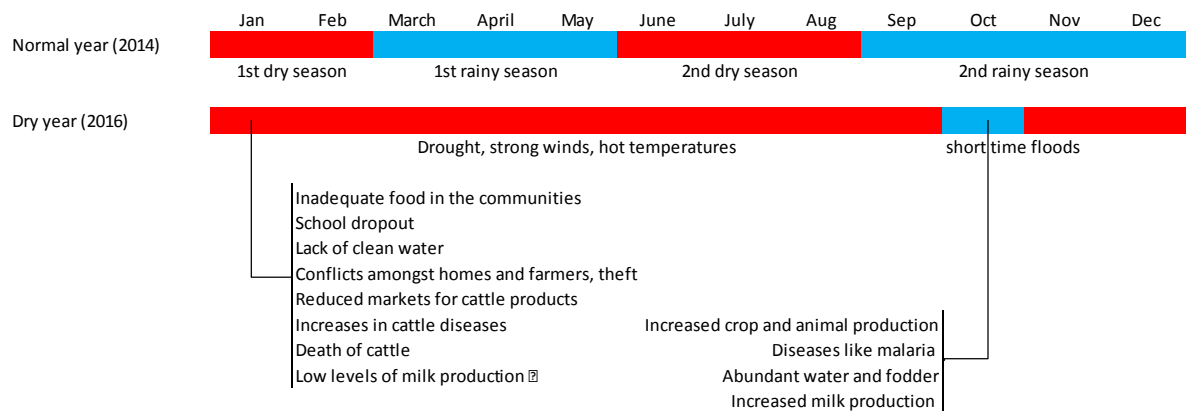 Jan Feb March April May June July Aug Sep Oct Nov Dec
Normal year (2014)
1st dry season 1st rainy season 2nd dry season 2nd rainy season
Dry year (2016)
Drought, strong winds, hot temperatures short time floods
Inadequate food in the communities
School dropout
Lack of clean water
Conflicts amongst homes and farmers, theft
Reduced markets for cattle products
Increases in cattle diseases
Death of cattle
Low levels of milk production
Increased crop and animal production
Diseases like malaria
Abundant water and fodder
Increased milk production